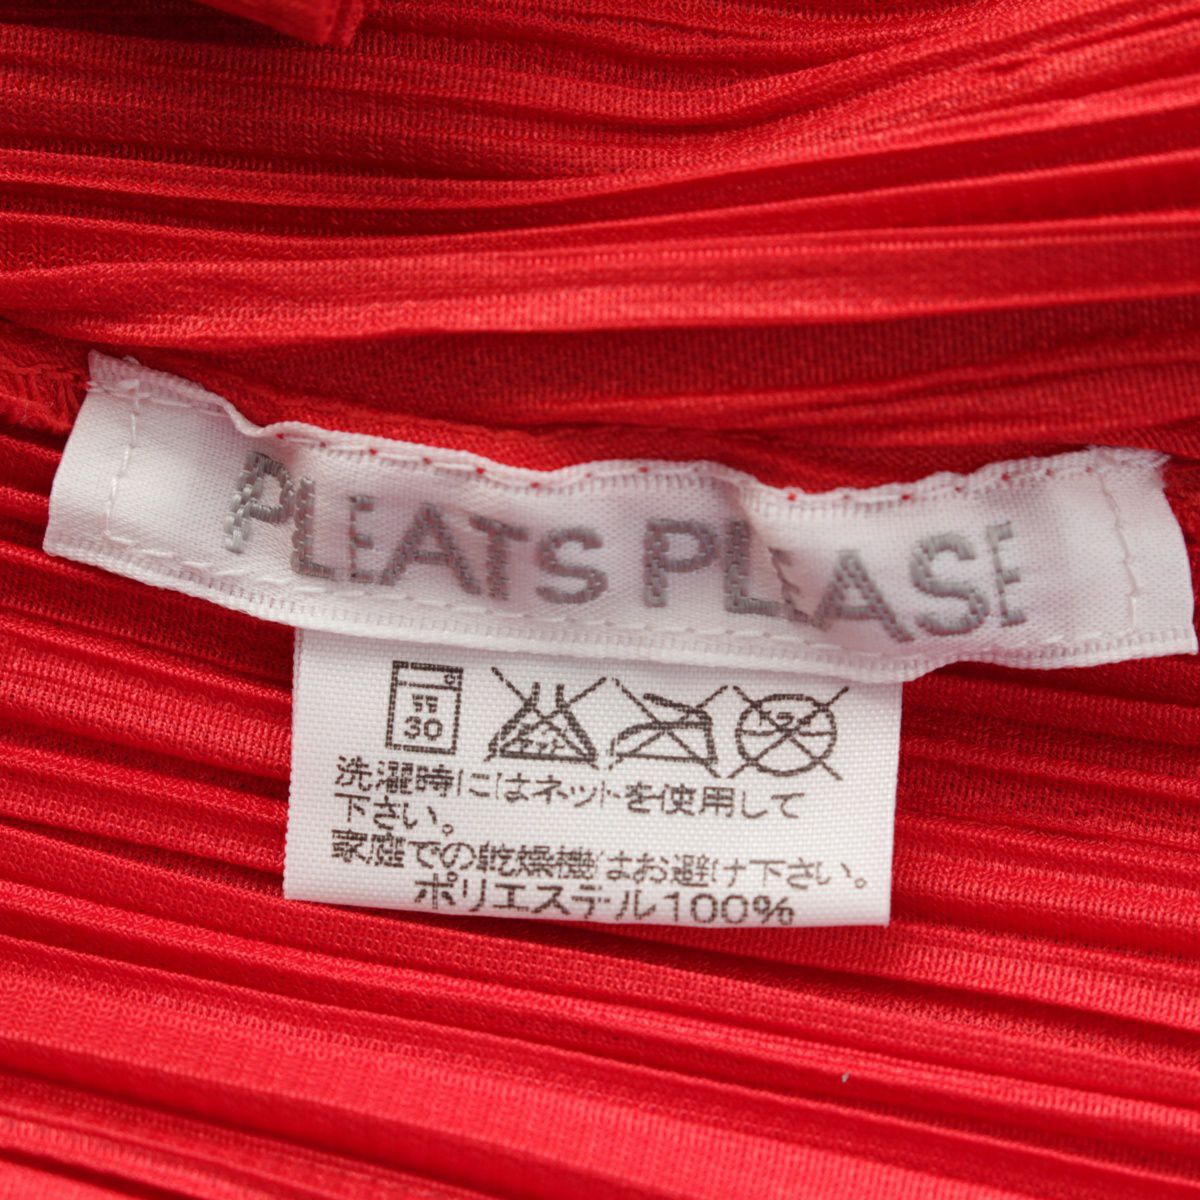 PLEATS PLEASE
弱
30
洗濯時にはネットを使用して
下さい。
家庭での乾燥機はお避け下さい。
ポリエステル100%